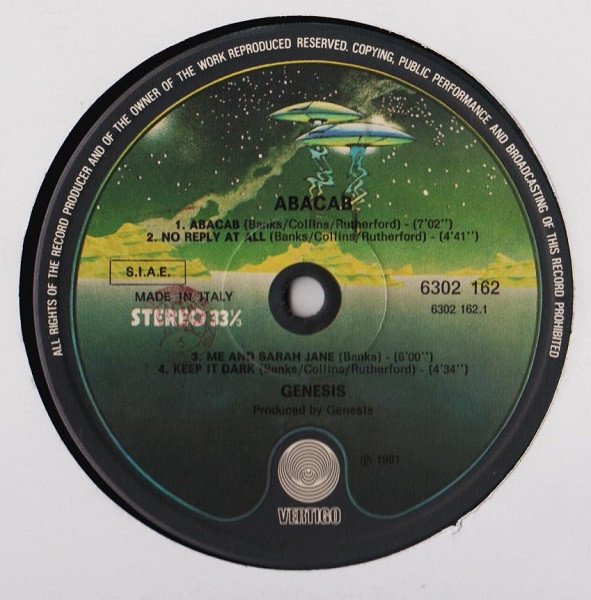 ALL RIGHTS OF THE RECORD PRODUCER AND OF THE OWNER OF THE WORK REPRODUCED RESERVED. COPYING, PUBLIC PERFORMANCE AND BROADCASTING OF THIS RECORD PROHIBITED
ABACAB
1. ABACAB (Banks/Collins/Rutherford) - (7'02'')
2. NO REPLY AT ALL (Banks/Collins/Rutherford) - (4'41'')
S.I.A.E.
MADE IN ITALY
STEREO 33⅓
6302 162
6302 162.1
3. ME AND SARAH JANE (Banks) - (6'00'')
4. KEEP IT DARK (Banks/Collins/Rutherford) - (4'34'')
GENESIS
Produced by Genesis
℗ 1981
VERTIGO